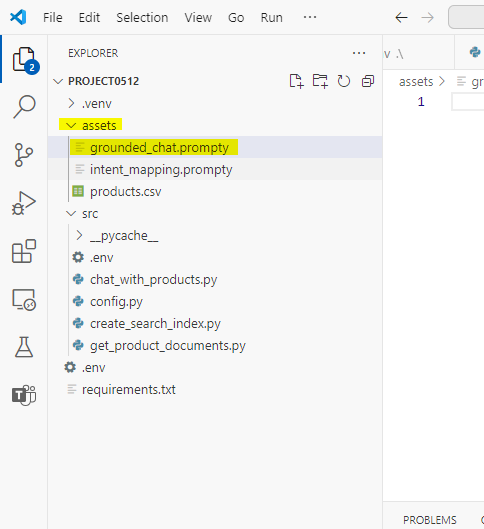 File Edit Selection View Go Run ···
EXPLORER ···
v .\
PROJECT0512
.venv
assets
grounded_chat.prompty
intent_mapping.prompty
products.csv
src
__pycache__
.env
chat_with_products.py
config.py
create_search_index.py
get_product_documents.py
.env
requirements.txt
2
assets > gr
1
PROBLEMS